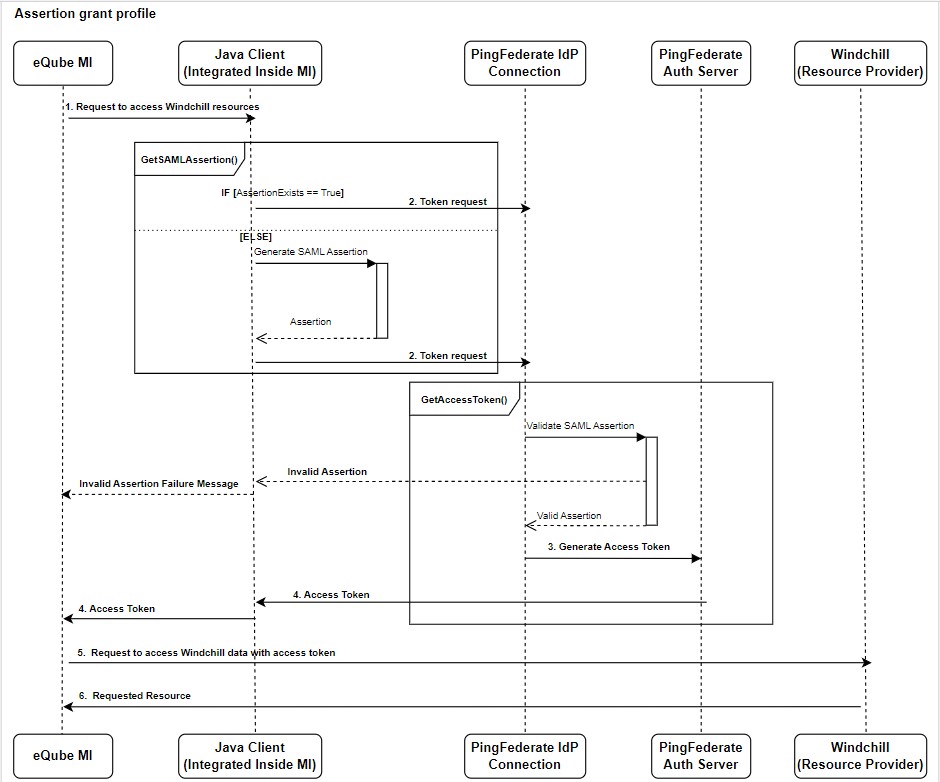 Assertion grant profile
eQube MI
Java Client
(Integrated Inside MI)
PingFederate IdP
Connection
PingFederate
Auth Server
Windchill
(Resource Provider)
1. Request to access Windchill resources
GetSAMLAssertion()
IF [AssertionExists == True]
2. Token request
[ELSE]
Generate SAML Assertion
Assertion
2. Token request
GetAccessToken()
Validate SAML Assertion
Invalid Assertion
Invalid Assertion Failure Message
Valid Assertion
3. Generate Access Token
4. Access Token
4. Access Token
5. Request to access Windchill data with access token
6. Requested Resource
eQube MI
Java Client
(Integrated Inside MI)
PingFederate IdP
Connection
PingFederate
Auth Server
Windchill
(Resource Provider)